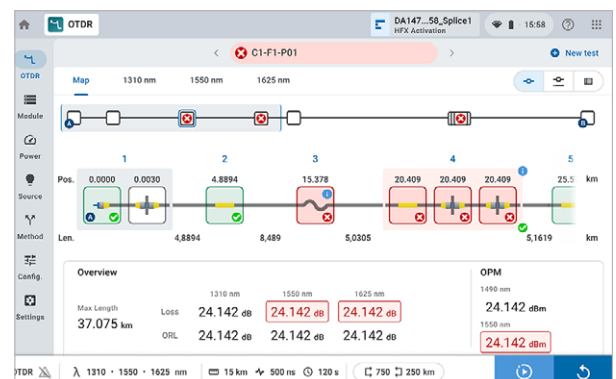 OTDR
DA147...58_Splice1
HFX Activation
15:58
C1-F1-P01
New test
OTDR
Map
1310 nm
1550 nm
1625 nm
Module
A
B
Power
1
2
3
4
5
Pos.
0.0000
0.0030
4.8894
15.378
20.409
20.409
20.409
25.5
km
Source
A
Method
Len.
4,8894
8,489
5,0305
5,1619
km
Config.
Overview
OPM
1310 nm
1550 nm
1625 nm
1490 nm
Max Length
37.075 km
Loss
24.142 dB
24.142 dB
24.142 dB
24.142 dBm
Settings
1550 nm
ORL
24.142 dB
24.142 dB
24.142 dB
24.142 dBm
OTDR
λ 1310 · 1550 · 1625 nm
15 km
500 ns
120 s
750
250 km